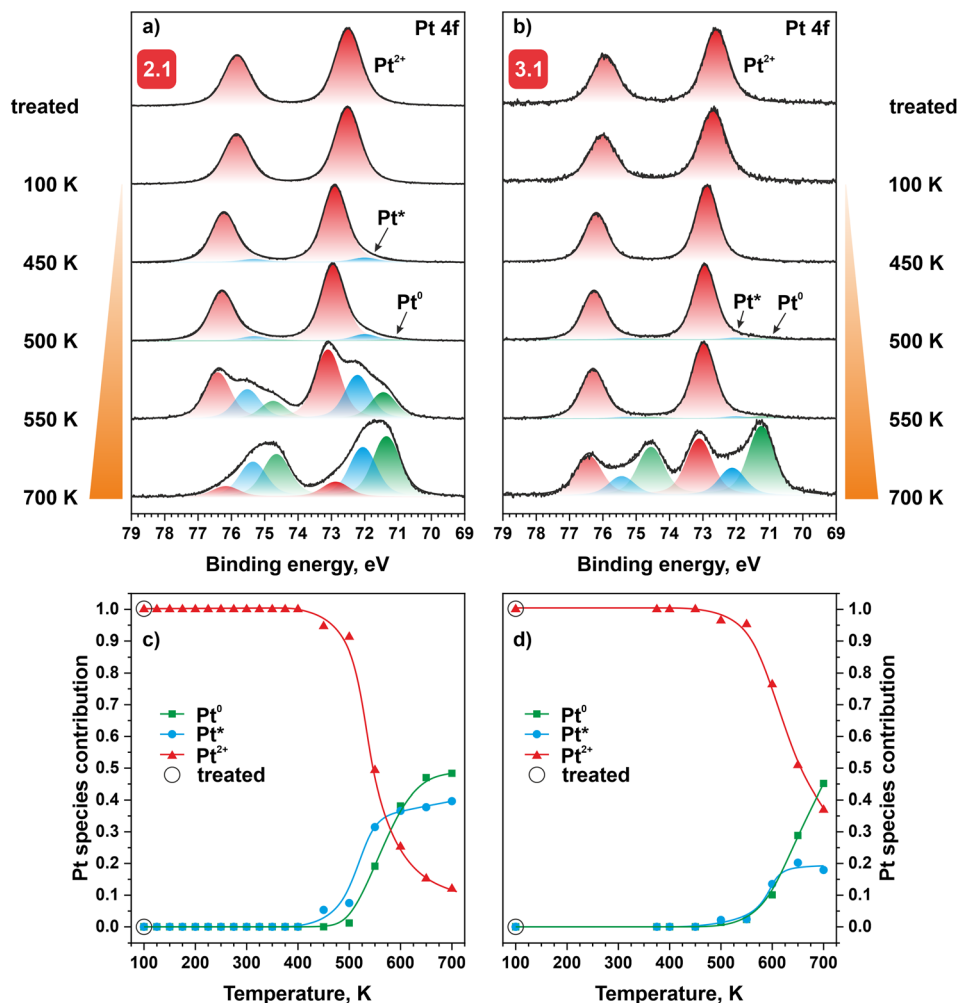 a)
Pt 4f
2.1
Pt2+
treated
100 K
450 K
Pt*
500 K
Pt0
550 K
700 K
79 78 77 76 75 74 73 72 71 70 69
Binding energy, eV
b)
Pt 4f
3.1
Pt2+
treated
100 K
450 K
Pt*
Pt0
500 K
550 K
700 K
79 78 77 76 75 74 73 72 71 70 69
Binding energy, eV
c)
Pt species contribution
1.0
0.9
0.8
0.7
0.6
0.5
0.4
0.3
0.2
0.1
0.0
Pt0
Pt*
Pt2+
treated
100 200 300 400 500 600 700
Temperature, K
d)
Pt0
Pt*
Pt2+
treated
1.0
0.9
0.8
0.7
0.6
0.5
0.4
0.3
0.2
0.1
0.0
Pt species contribution
100 200 300 400 500 600 700
Temperature, K